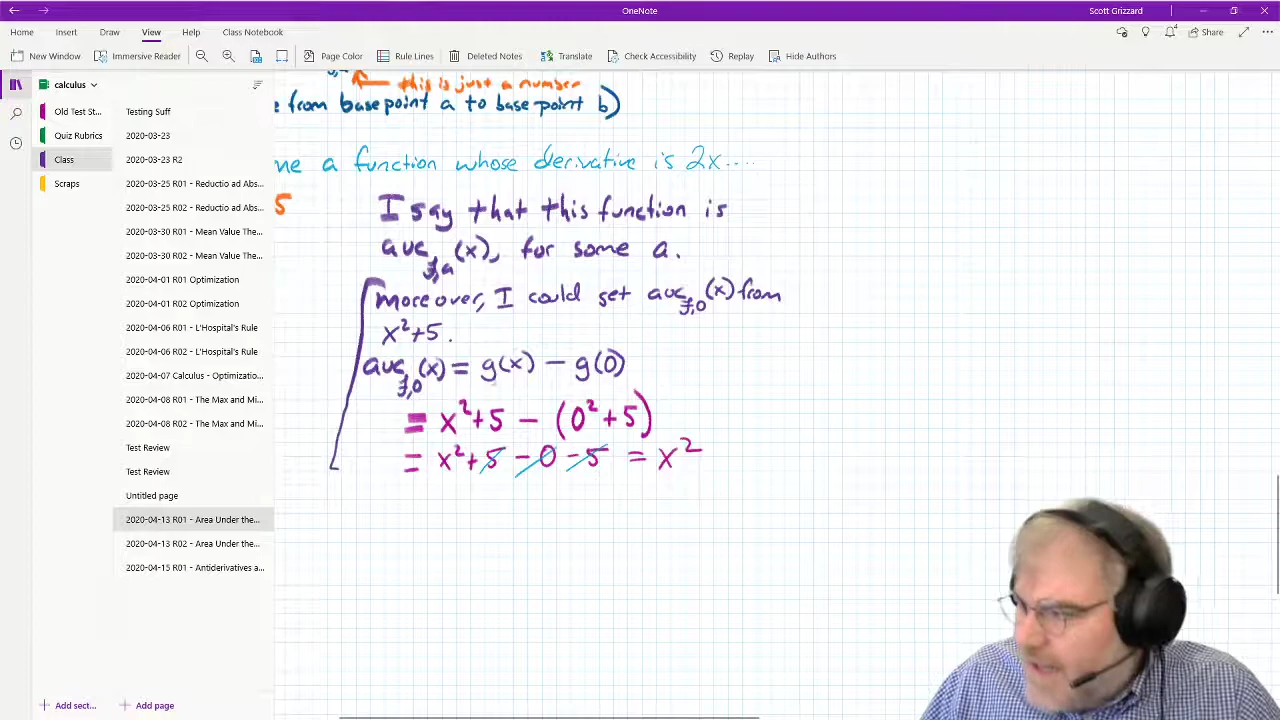 OneNote
Scott Grizzard
Home Insert Draw View Help Class Notebook
Share
New Window Immersive Reader Page Color Rule Lines Deleted Notes Translate Check Accessibility Replay Hide Authors
calculus
Old Test St...
Quiz Rubrics
Class
Scraps
Testing Suff
2020-03-23
2020-03-23 R2
2020-03-25 R01 - Reductio ad Abs...
2020-03-25 R02 - Reductio ad Abs...
2020-03-30 R01 - Mean Value The...
2020-03-30 R02 - Mean Value The...
2020-04-01 R01 Optimization
2020-04-01 R02 Optimization
2020-04-06 R01 - L'Hospital's Rule
2020-04-06 R02 - L'Hospital's Rule
2020-04-07 Calculus - Optimizatio...
2020-04-08 R01 - The Max and Mi...
2020-04-08 R02 - The Max and Mi...
Test Review
Test Review
Untitled page
2020-04-13 R01 - Area Under the...
2020-04-13 R02 - Area Under the...
2020-04-15 R01 - Antiderivatives a...
Add sect...
Add page
this is just a number
from base point a to base point b)
me a function whose derivative is 2x....
5
I say that this function is
auc f,a (x), for some a.
moreover, I could get auc f,0 (x) from
x²+5.
auc f,0 (x) = g(x) - g(0)
= x²+5 - (0²+5)
= x²+5 -0 -5 = x²